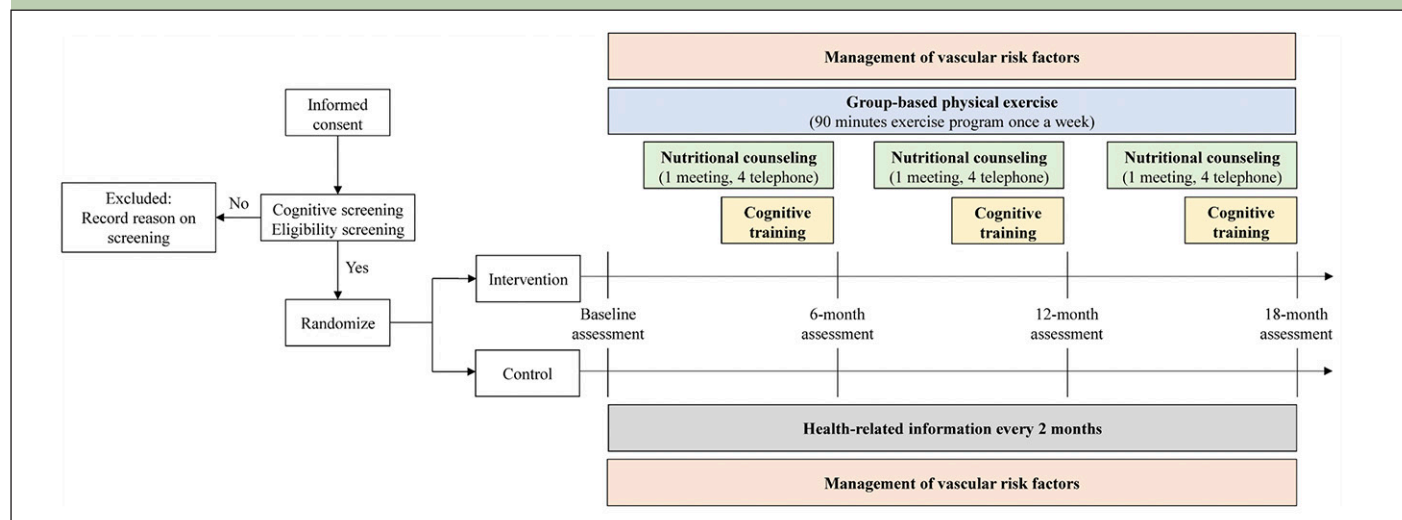 Management of vascular risk factors
Group-based physical exercise
(90 minutes exercise program once a week)
Informed
consent
Nutritional counseling
(1 meeting, 4 telephone)
Nutritional counseling
(1 meeting, 4 telephone)
Nutritional counseling
(1 meeting, 4 telephone)
Excluded:
Record reason on
screening
No
Cognitive screening
Eligibility screening
Cognitive
training
Cognitive
training
Cognitive
training
Yes
Intervention
Randomize
Baseline
assessment
6-month
assessment
12-month
assessment
18-month
assessment
Control
Health-related information every 2 months
Management of vascular risk factors